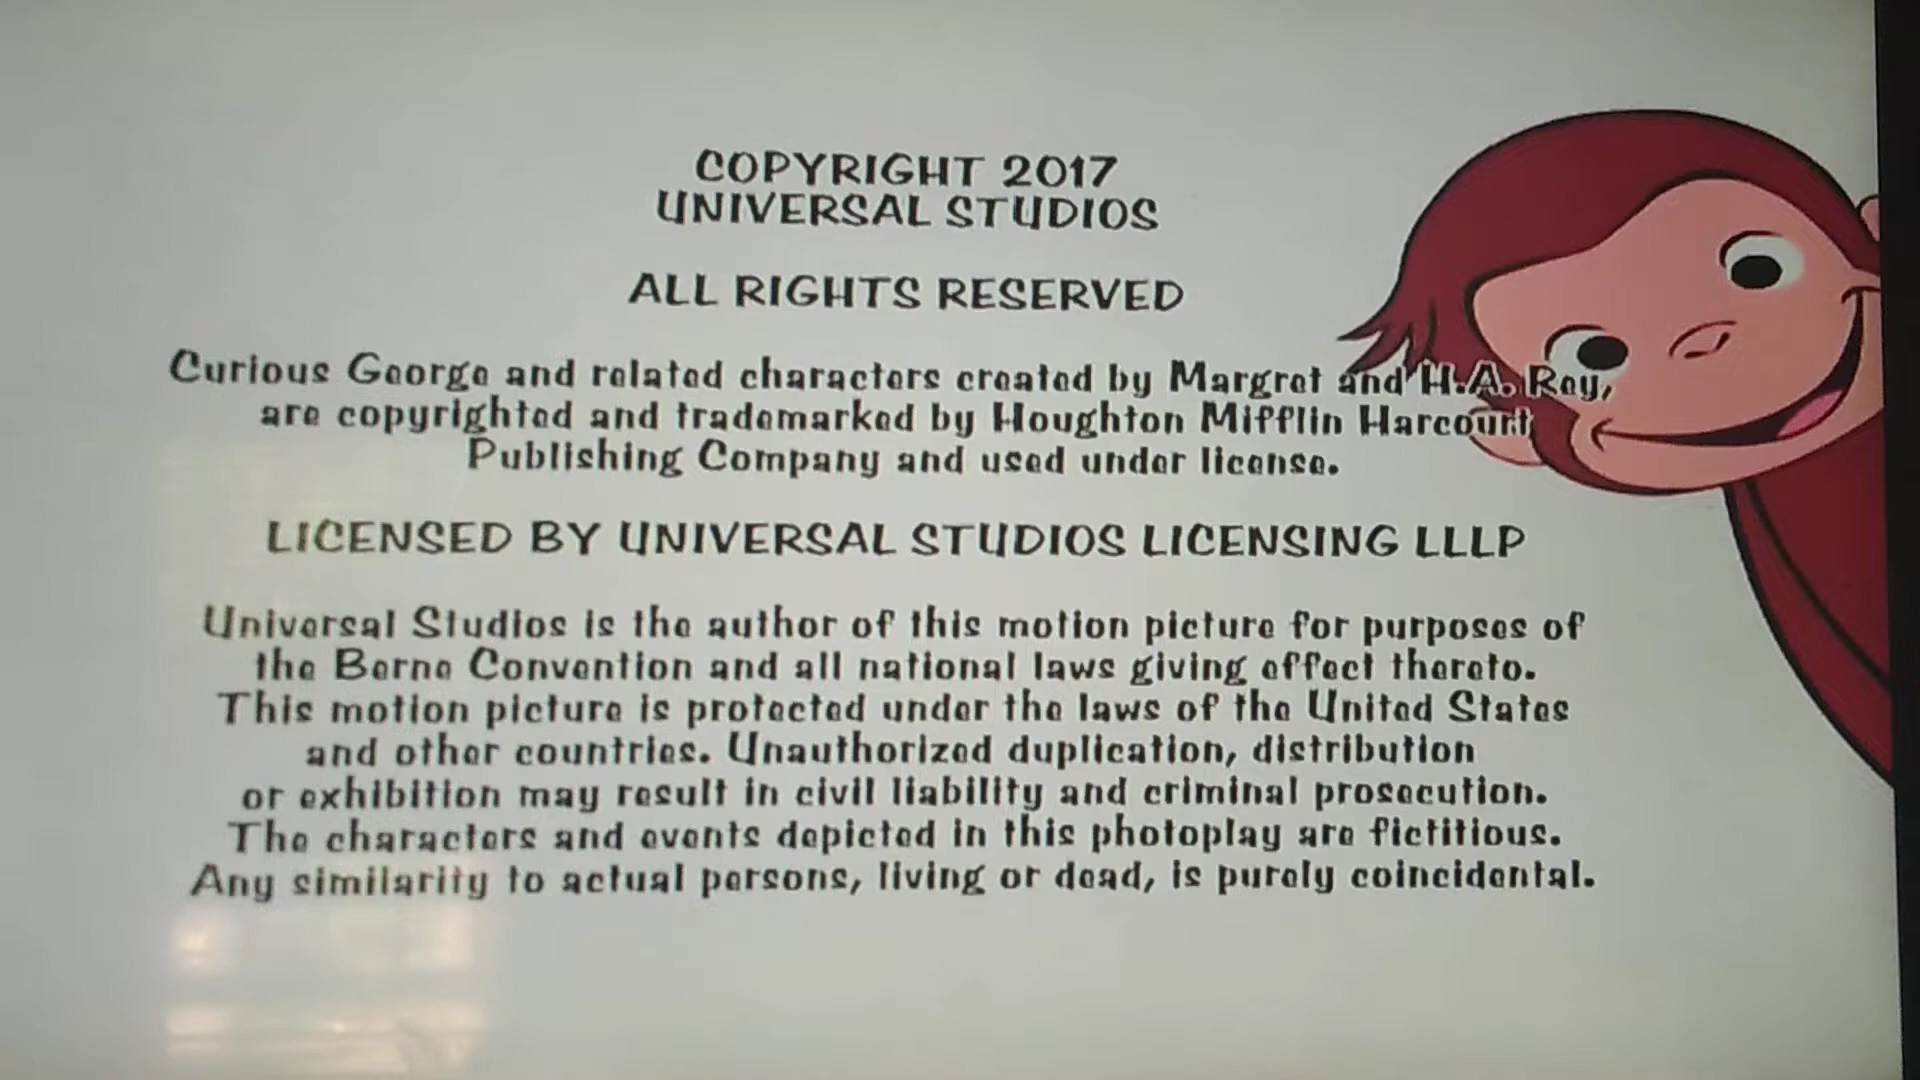 COPYRIGHT 2017
UNIVERSAL STUDIOS
ALL RIGHTS RESERVED
Curious George and related characters created by Margret and H.A. Rey,
are copyrighted and trademarked by Houghton Mifflin Harcourt
Publishing Company and used under license.
LICENSED BY UNIVERSAL STUDIOS LICENSING LLLP
Universal Studios is the author of this motion picture for purposes of
the Berne Convention and all national laws giving effect thereto.
This motion picture is protected under the laws of the United States
and other countries. Unauthorized duplication, distribution
or exhibition may result in civil liability and criminal prosecution.
The characters and events depicted in this photoplay are fictitious.
Any similarity to actual persons, living or dead, is purely coincidental.